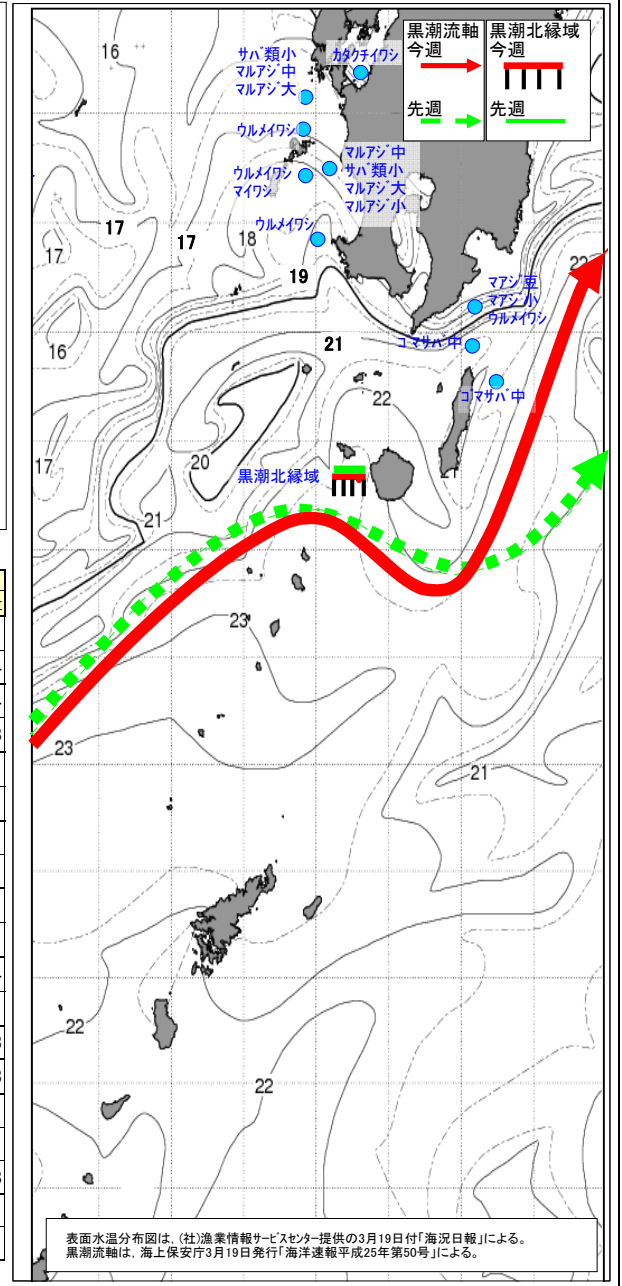 黒潮流軸
今週
先週
黒潮北縁域
今週
先週
16
サバ類小
マルアジ中
マルアジ大
カタクチイワシ
ウルメイワシ
ウルメイワシ
マイワシ
マルアジ中
サバ類小
マルアジ大
マルアジ小
17
17
17
18
ウルメイワシ
19
22
マアジ豆
マアジ小
ウルメイワシ
16
21
ゴマサバ中
22
ゴマサバ中
20
17
黒潮北縁域
21
21
23
23
21
22
22
表面水温分布図は，(社)漁業情報サービスセンター提供の3月19日付「海況日報」による。
黒潮流軸は，海上保安庁3月19日発行「海洋速報平成25年第50号」による。